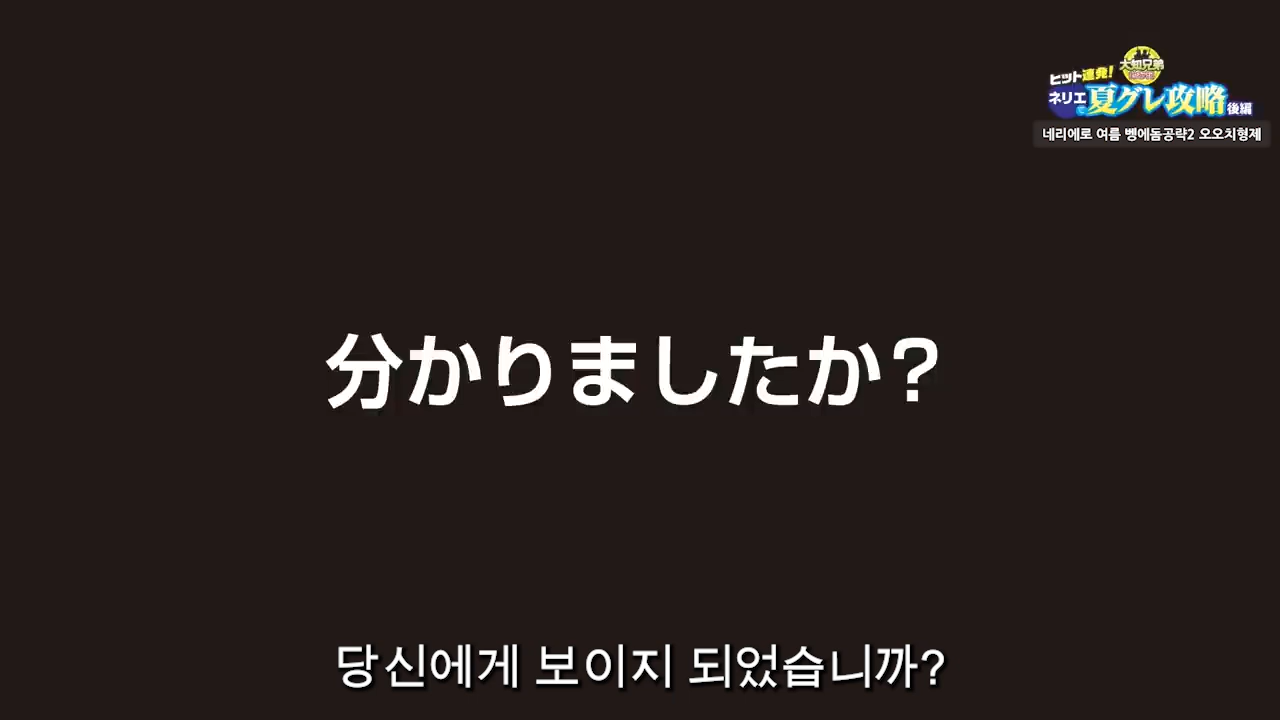 ヒット連発!
大知兄弟
ネリエで夏グレ攻略後編
네리에로 여름 벵에돔공략2 오오치형제
分かりましたか?
당신에게 보이지 되었습니까?